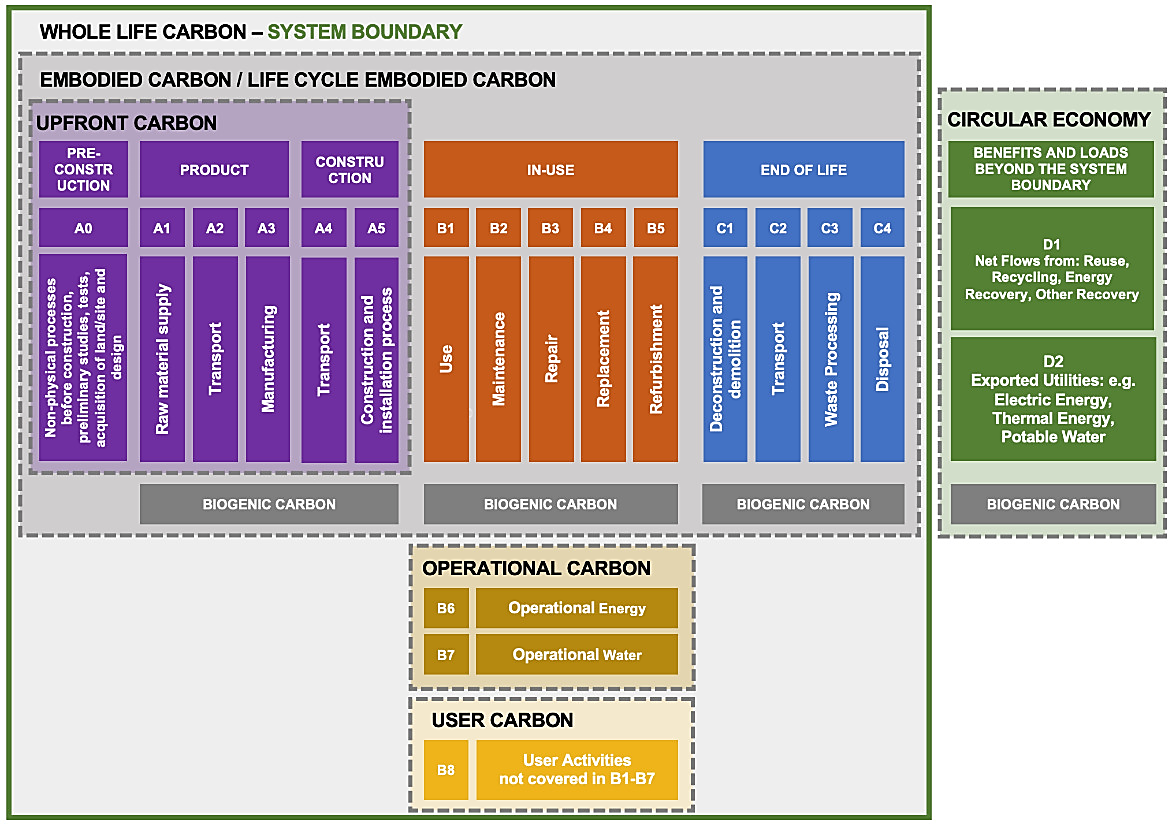 WHOLE LIFE CARBON – SYSTEM BOUNDARY
EMBODIED CARBON / LIFE CYCLE EMBODIED CARBON
UPFRONT CARBON
PRE-
CONSTR
UCTION
PRODUCT
CONSTRU
CTION
IN-USE
END OF LIFE
A0
A1
A2
A3
A4
A5
B1
B2
B3
B4
B5
C1
C2
C3
C4
Non-physical processes
before construction,
preliminary studies, tests,
acquisition of land/site and
design
Raw material supply
Transport
Manufacturing
Transport
Construction and
installation process
Use
Maintenance
Repair
Replacement
Refurbishment
Deconstruction and
demolition
Transport
Waste Processing
Disposal
BIOGENIC CARBON
BIOGENIC CARBON
BIOGENIC CARBON
OPERATIONAL CARBON
B6
Operational Energy
B7
Operational Water
USER CARBON
B8
User Activities
not covered in B1-B7
CIRCULAR ECONOMY
BENEFITS AND LOADS
BEYOND THE SYSTEM
BOUNDARY
D1
Net Flows from: Reuse,
Recycling, Energy
Recovery, Other Recovery
D2
Exported Utilities: e.g.
Electric Energy,
Thermal Energy,
Potable Water
BIOGENIC CARBON